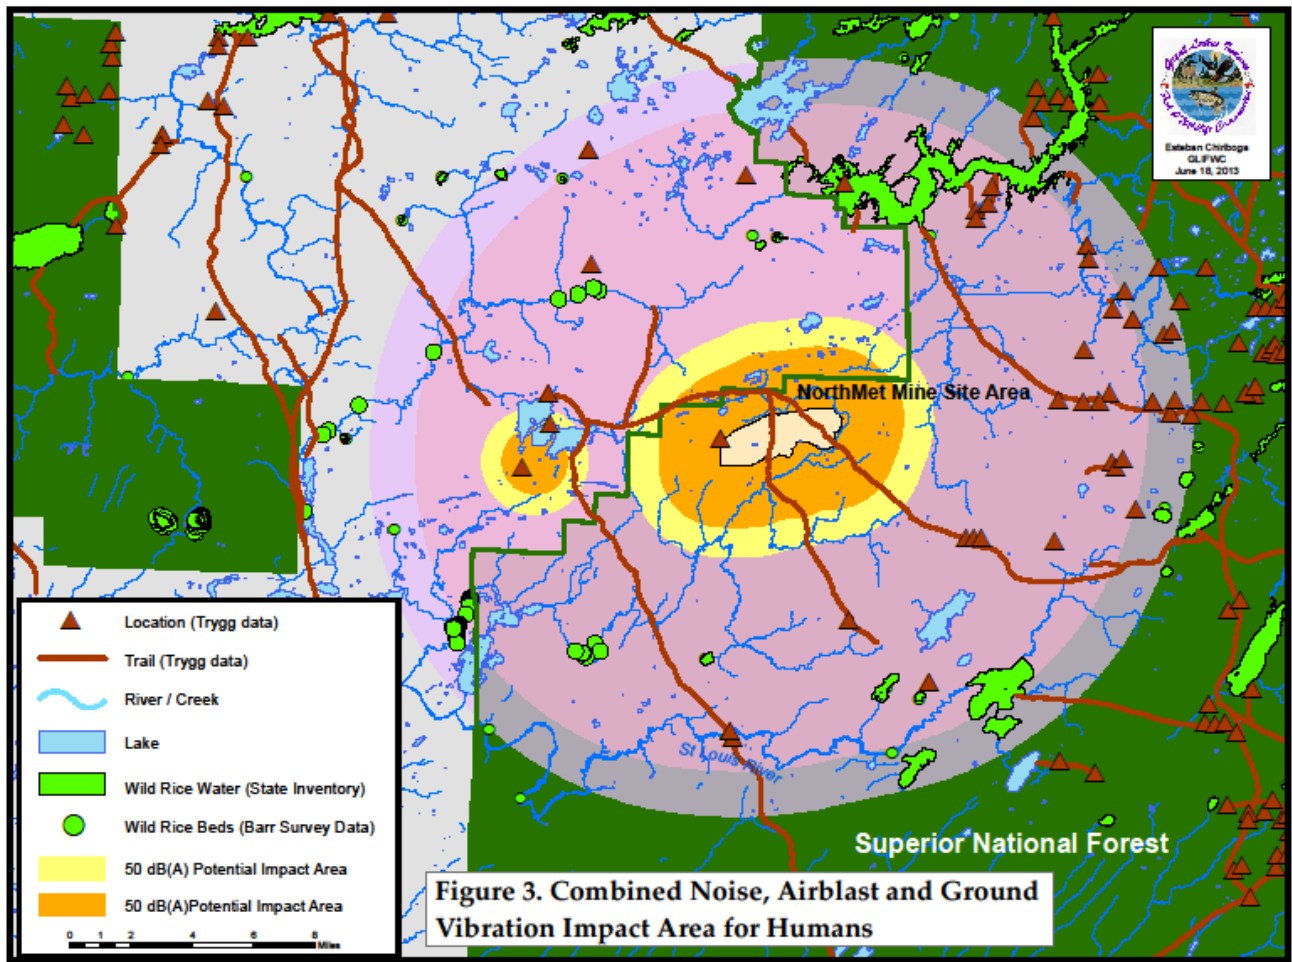 Esteban Chiriboga
GLIFWC
June 18, 2013
NorthMet Mine Site Area
St Louis River
Superior National Forest
Location (Trygg data)
Trail (Trygg data)
River / Creek
Lake
Wild Rice Water (State Inventory)
Wild Rice Beds (Barr Survey Data)
50 dB(A) Potential Impact Area
50 dB(A)Potential Impact Area
0 1 2 4 6 8
Miles
Figure 3. Combined Noise, Airblast and Ground
Vibration Impact Area for Humans